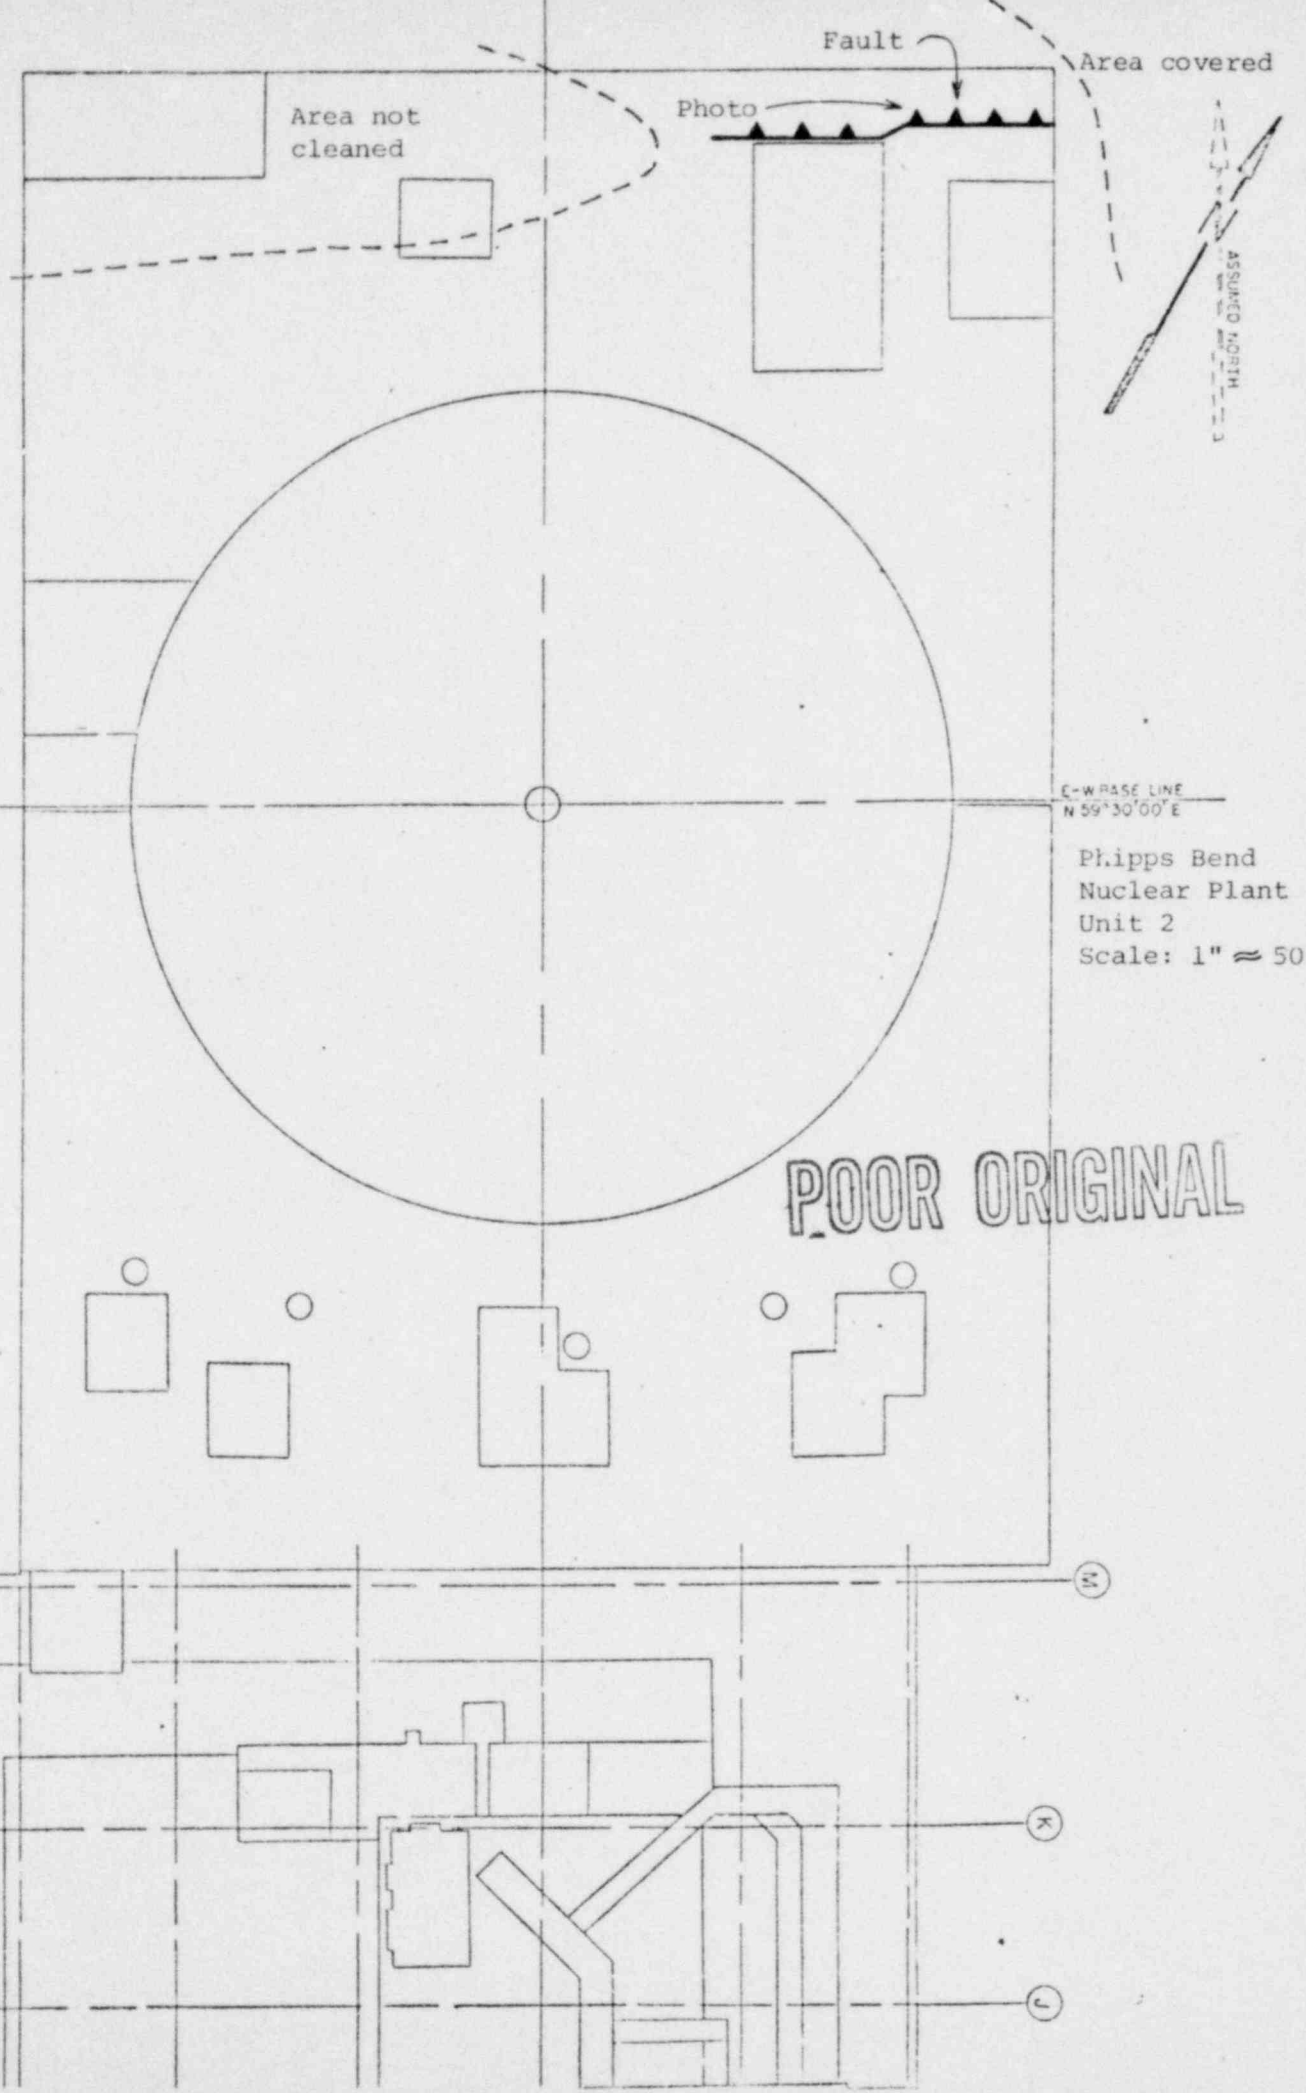 Fault
Area covered
Photo
Area not
cleaned
ASSUMED NORTH
E-W BASE LINE
N 59°30'00" E
Phipps Bend
Nuclear Plant
Unit 2
Scale: 1" ≈ 50
POOR ORIGINAL
M
K
J